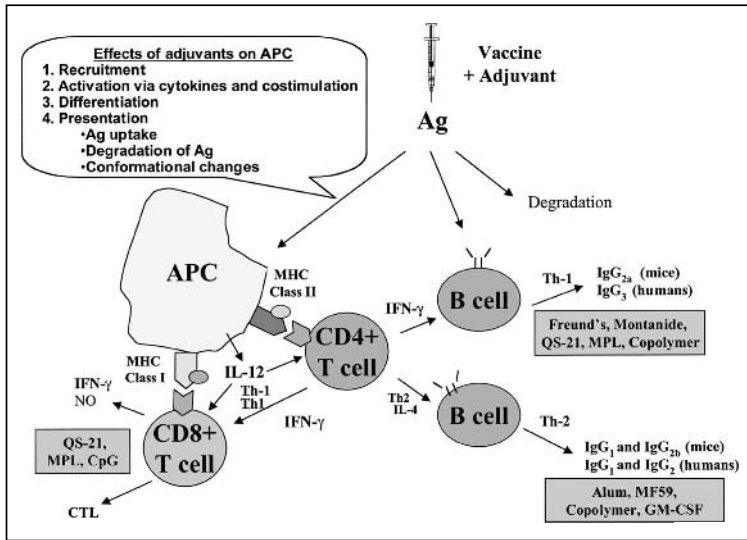 Effects of adjuvants on APC
1. Recruitment
2. Activation via cytokines and costimulation
3. Differentiation
4. Presentation
•Ag uptake
•Degradation of Ag
•Conformational changes
Vaccine
+ Adjuvant
Ag
Degradation
APC
MHC
Class II
MHC
Class I
IL-12
Th-1
Th1
IFN-γ
NO
CD8+
T cell
QS-21,
MPL, CpG
CTL
CD4+
T cell
IFN-γ
IFN-γ
B cell
Th-1
IgG2a (mice)
IgG3 (humans)
Freund's, Montanide,
QS-21, MPL, Copolymer
Th2
IL-4
B cell
Th-2
IgG1 and IgG2b (mice)
IgG1 and IgG2 (humans)
Alum, MF59,
Copolymer, GM-CSF